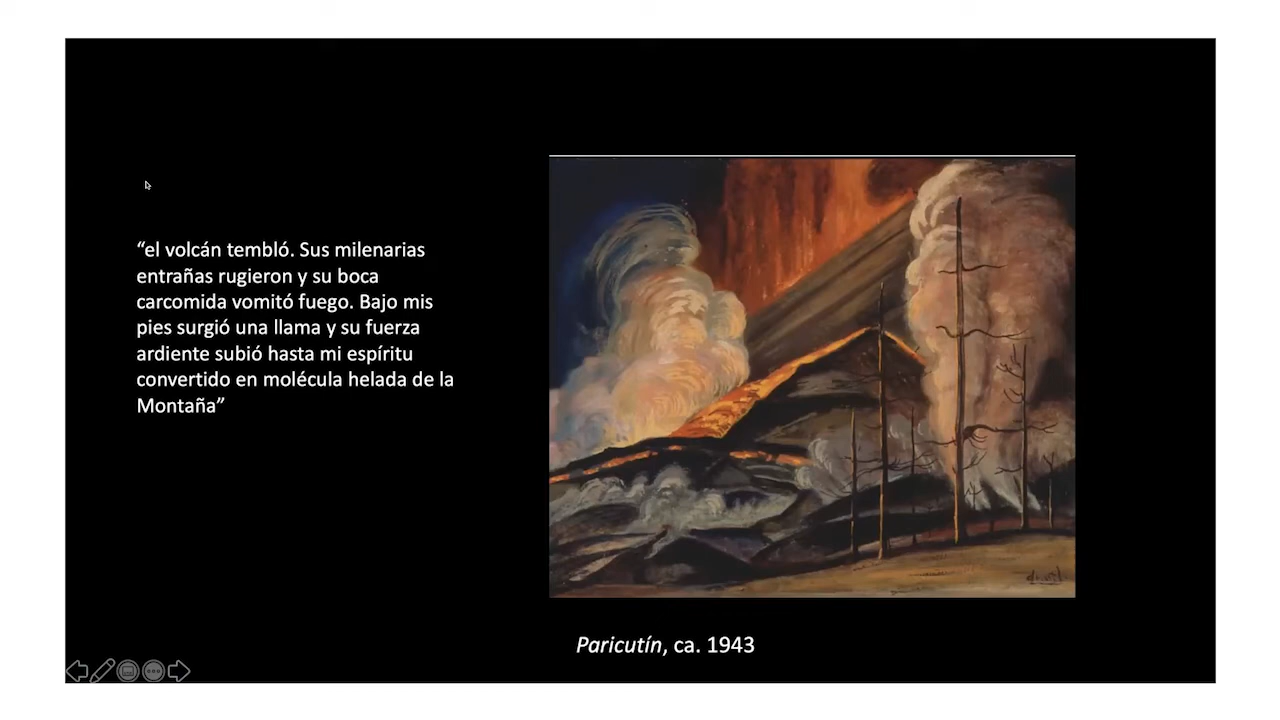 “el volcán tembló. Sus milenarias
entrañas rugieron y su boca
carcomida vomitó fuego. Bajo mis
pies surgió una llama y su fuerza
ardiente subió hasta mi espíritu
convertido en molécula helada de la
Montaña”
Paricutín, ca. 1943